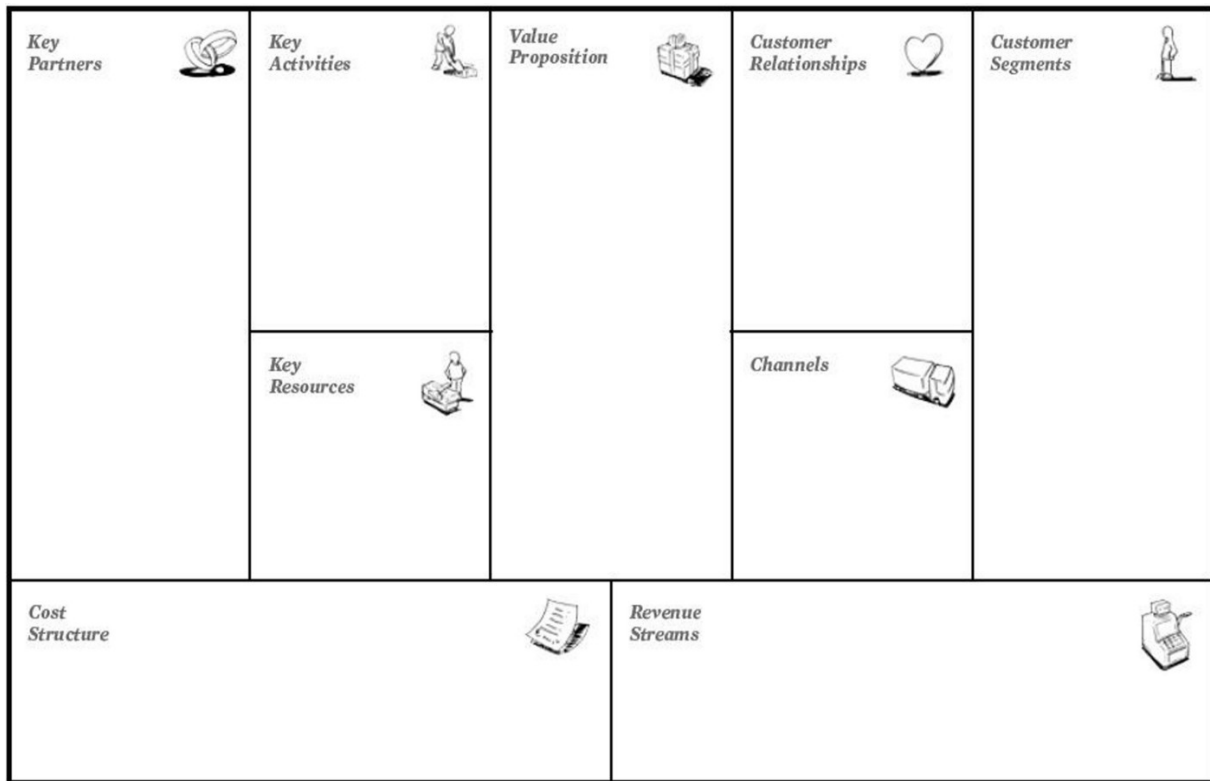 Key
Partners
Key
Activities
Value
Proposition
Customer
Relationships
Customer
Segments
Key
Resources
Channels
Cost
Structure
Revenue
Streams